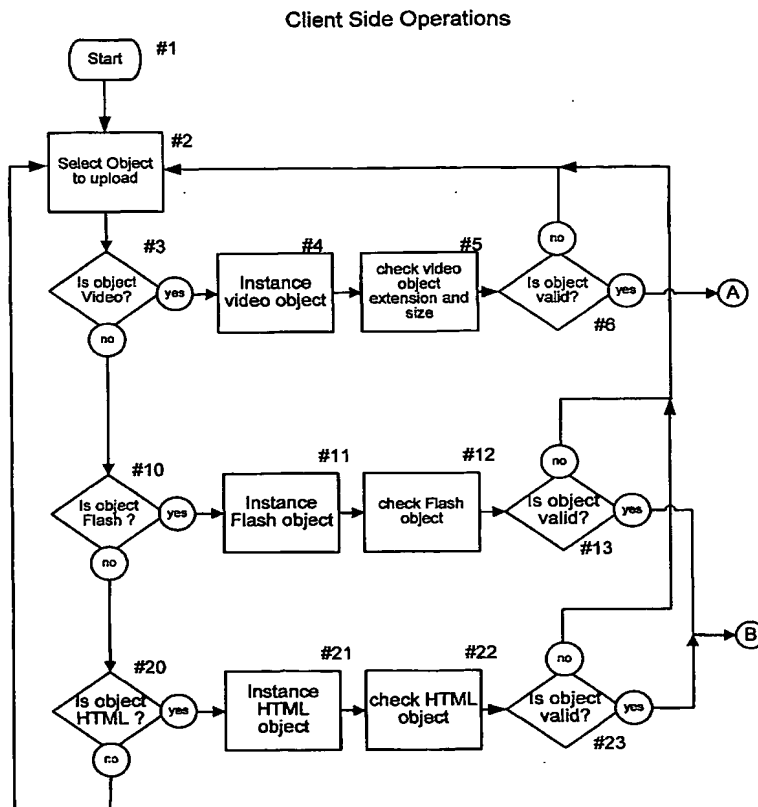 Client Side Operations
Start
#1
#2
Select Object
to upload
#3
Is object
Video?
yes
no
#4
Instance
video object
#5
check video
object
extension and
size
no
Is object
valid?
yes
#6
A
#10
Is object
Flash ?
yes
no
#11
Instance
Flash object
#12
check Flash
object
no
Is object
valid?
yes
#13
B
#20
Is object
HTML ?
yes
no
#21
Instance
HTML
object
#22
check HTML
object
no
Is object
valid?
yes
#23